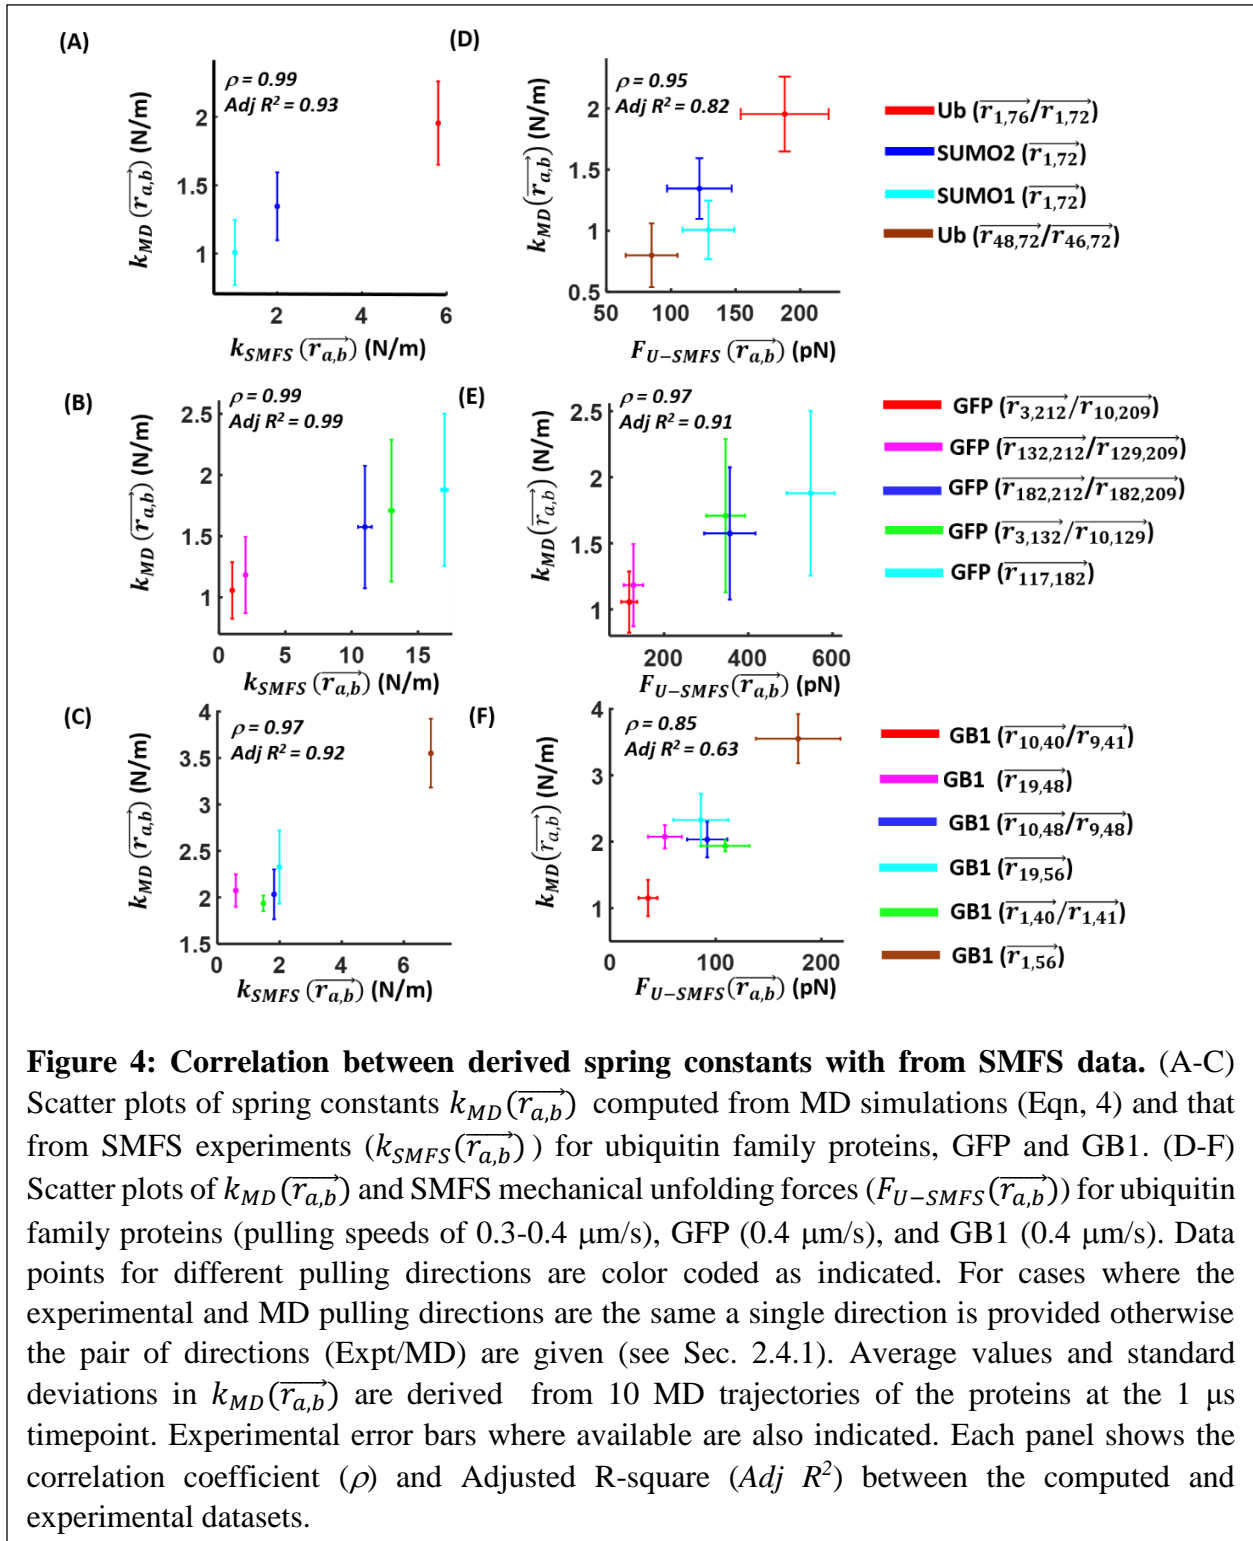 (A)
ρ = 0.99
Adj R² = 0.93
k_MD(r_a,b) (N/m)
2
1.5
1
2
4
6
k_SMFS (r_a,b) (N/m)
(D)
ρ = 0.95
Adj R² = 0.82
k_MD(r_a,b) (N/m)
2
1.5
1
0.5
50
100
150
200
F_U−SMFS (r_a,b) (pN)
Ub (r_1,76/r_1,72)
SUMO2 (r_1,72)
SUMO1 (r_1,72)
Ub (r_48,72/r_46,72)
(B)
ρ = 0.99
Adj R² = 0.99
k_MD(r_a,b) (N/m)
2.5
2
1.5
1
0
5
10
15
k_SMFS (r_a,b) (N/m)
(E)
ρ = 0.97
Adj R² = 0.91
k_MD(r_a,b) (N/m)
2.5
2
1.5
1
200
400
600
F_U−SMFS(r_a,b) (pN)
GFP (r_3,212/r_10,209)
GFP (r_132,212/r_129,209)
GFP (r_182,212/r_182,209)
GFP (r_3,132/r_10,129)
GFP (r_117,182)
(C)
ρ = 0.97
Adj R² = 0.92
k_MD(r_a,b) (N/m)
4
3.5
3
2.5
2
1.5
0
2
4
6
k_SMFS (r_a,b) (N/m)
(F)
ρ = 0.85
Adj R² = 0.63
k_MD(r_a,b) (N/m)
4
3
2
1
0
100
200
F_U−SMFS(r_a,b) (pN)
GB1 (r_10,40/r_9,41)
GB1 (r_19,48)
GB1 (r_10,48/r_9,48)
GB1 (r_19,56)
GB1 (r_1,40/r_1,41)
GB1 (r_1,56)
Figure 4: Correlation between derived spring constants with from SMFS data. (A-C)
Scatter plots of spring constants k_MD(r_a,b) computed from MD simulations (Eqn, 4) and that
from SMFS experiments (k_SMFS(r_a,b) ) for ubiquitin family proteins, GFP and GB1. (D-F)
Scatter plots of k_MD(r_a,b) and SMFS mechanical unfolding forces (F_U−SMFS(r_a,b)) for ubiquitin
family proteins (pulling speeds of 0.3-0.4 μm/s), GFP (0.4 μm/s), and GB1 (0.4 μm/s). Data
points for different pulling directions are color coded as indicated. For cases where the
experimental and MD pulling directions are the same a single direction is provided otherwise
the pair of directions (Expt/MD) are given (see Sec. 2.4.1). Average values and standard
deviations in k_MD(r_a,b) are derived from 10 MD trajectories of the proteins at the 1 μs
timepoint. Experimental error bars where available are also indicated. Each panel shows the
correlation coefficient (ρ) and Adjusted R-square (Adj R²) between the computed and
experimental datasets.